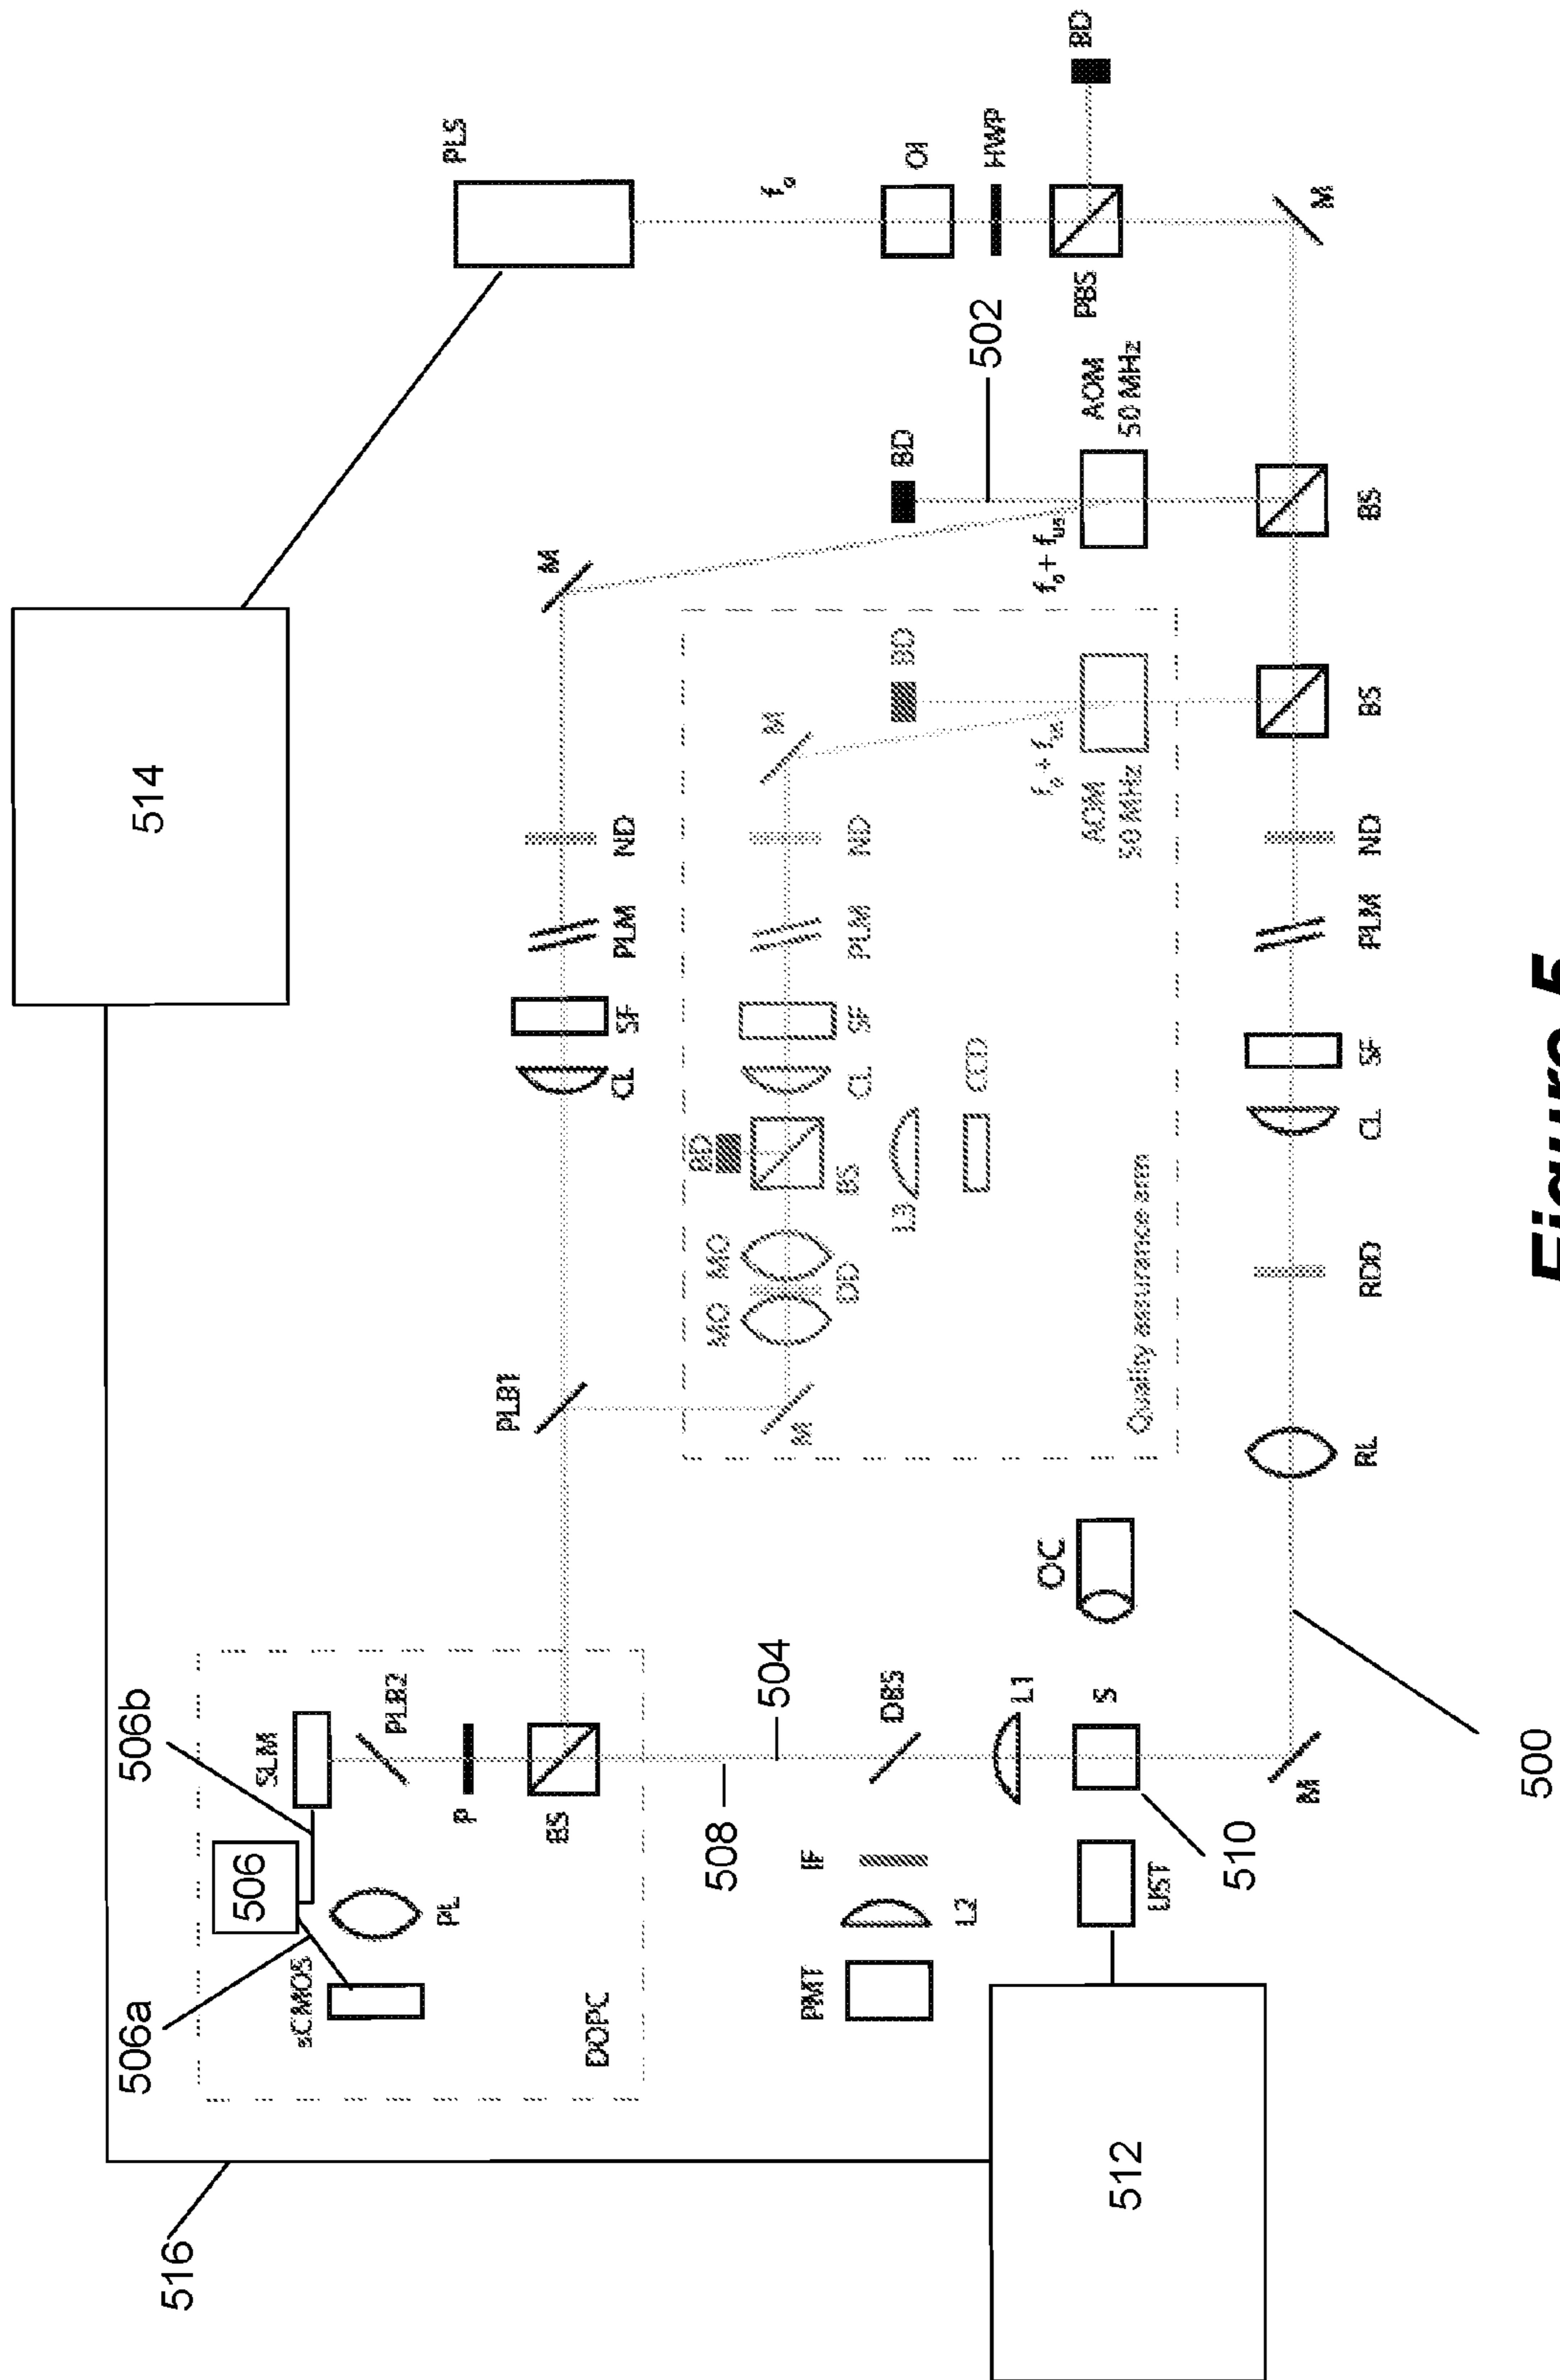 514
506a
506b
516
506
SLM
sCMOS
PLB2
PL
PLS
P
PLB1
M
BS
DOPC
CL
SF
PLM
ND
508
BD
MO
MO
M
504
f₀
M
PMT
IF
BS
DD
CL
SF
PLM
ND
DBS
L3
BD
BD
OI
L2
CCD
502
HWP
L1
f₀ + fᵤₛ
f₀ + fᵤₛ
OC
BD
PBS
S
AOM
50 MHz
AOM
50 MHz
512
Quality assurance arm
UST
510
M
M
RL
RDD
CL
SF
PLM
ND
BS
BS
500
Figure 5